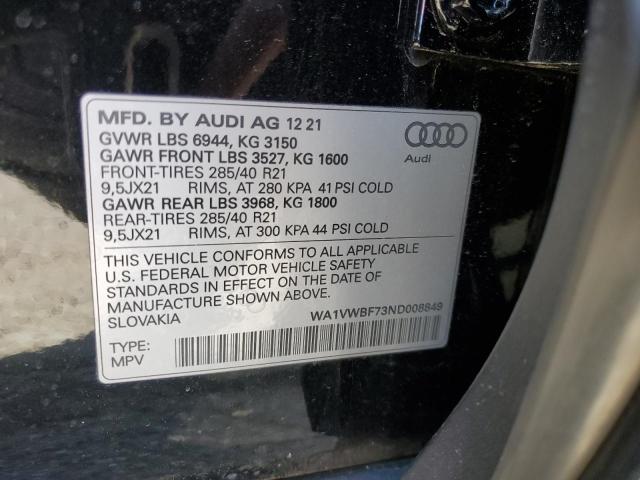 MFD. BY AUDI AG 12 21
GVWR LBS 6944, KG 3150
GAWR FRONT LBS 3527, KG 1600
FRONT-TIRES 285/40 R21
9,5JX21 RIMS, AT 280 KPA 41 PSI COLD
GAWR REAR LBS 3968, KG 1800
REAR-TIRES 285/40 R21
9,5JX21 RIMS, AT 300 KPA 44 PSI COLD
Audi
THIS VEHICLE CONFORMS TO ALL APPLICABLE
U.S. FEDERAL MOTOR VEHICLE SAFETY
STANDARDS IN EFFECT ON THE DATE OF
MANUFACTURE SHOWN ABOVE.
SLOVAKIA
WA1VWBF73ND008849
TYPE:
MPV